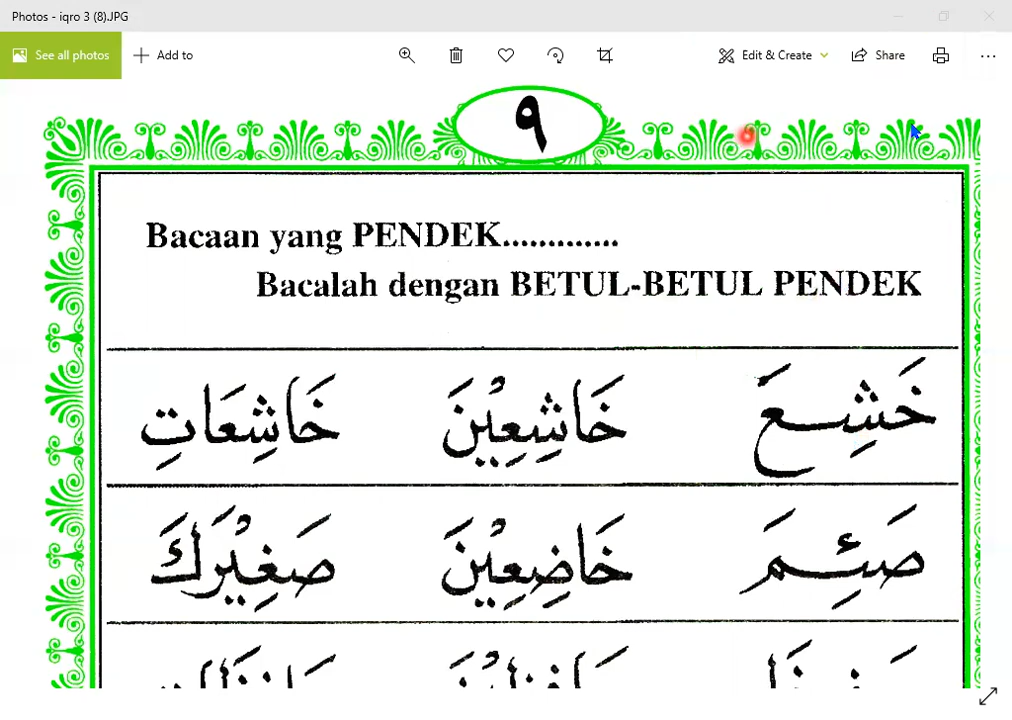 Photos - iqro 3 (8).JPG
See all photos Add to Edit & Create Share
٩
Bacaan yang PENDEK.............
Bacalah dengan BETUL-BETUL PENDEK
خَشِعَ خَاشِعِيْنَ خَاشِعَاتِ
صَئِمَ خَاضِعِيْنَ صَغِيْرَكَ